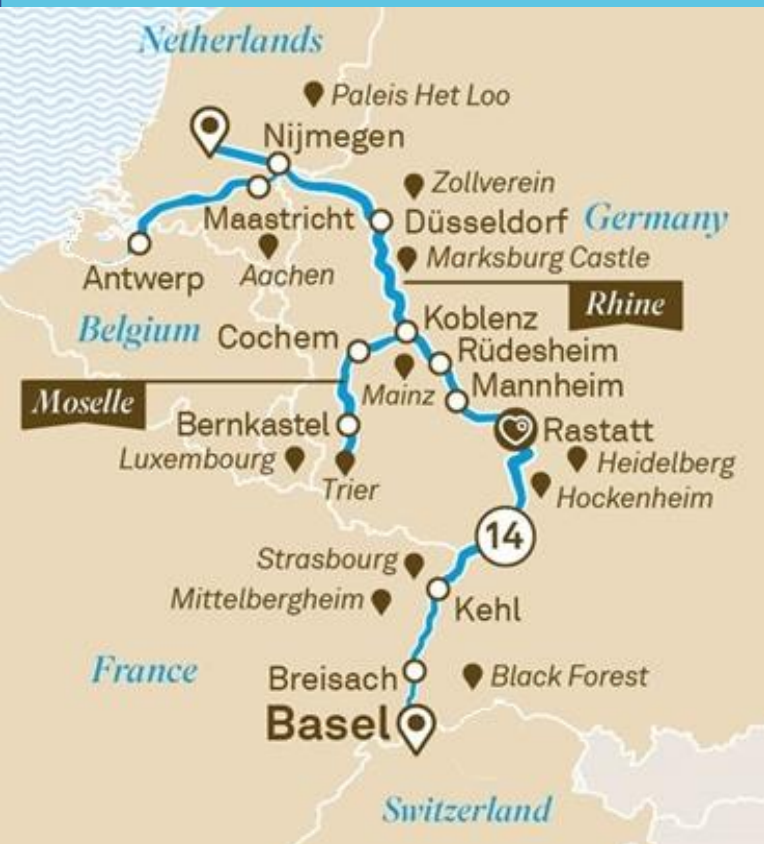 Netherlands
Paleis Het Loo
Nijmegen
Zollverein
Maastricht
Düsseldorf
Germany
Marksburg Castle
Aachen
Antwerp
Rhine
Koblenz
Belgium
Cochem
Rüdesheim
Mainz
Mannheim
Moselle
Bernkastel
Rastatt
Luxembourg
Heidelberg
Trier
Hockenheim
14
Strasbourg
Mittelbergheim
Kehl
France
Breisach
Black Forest
Basel
Switzerland